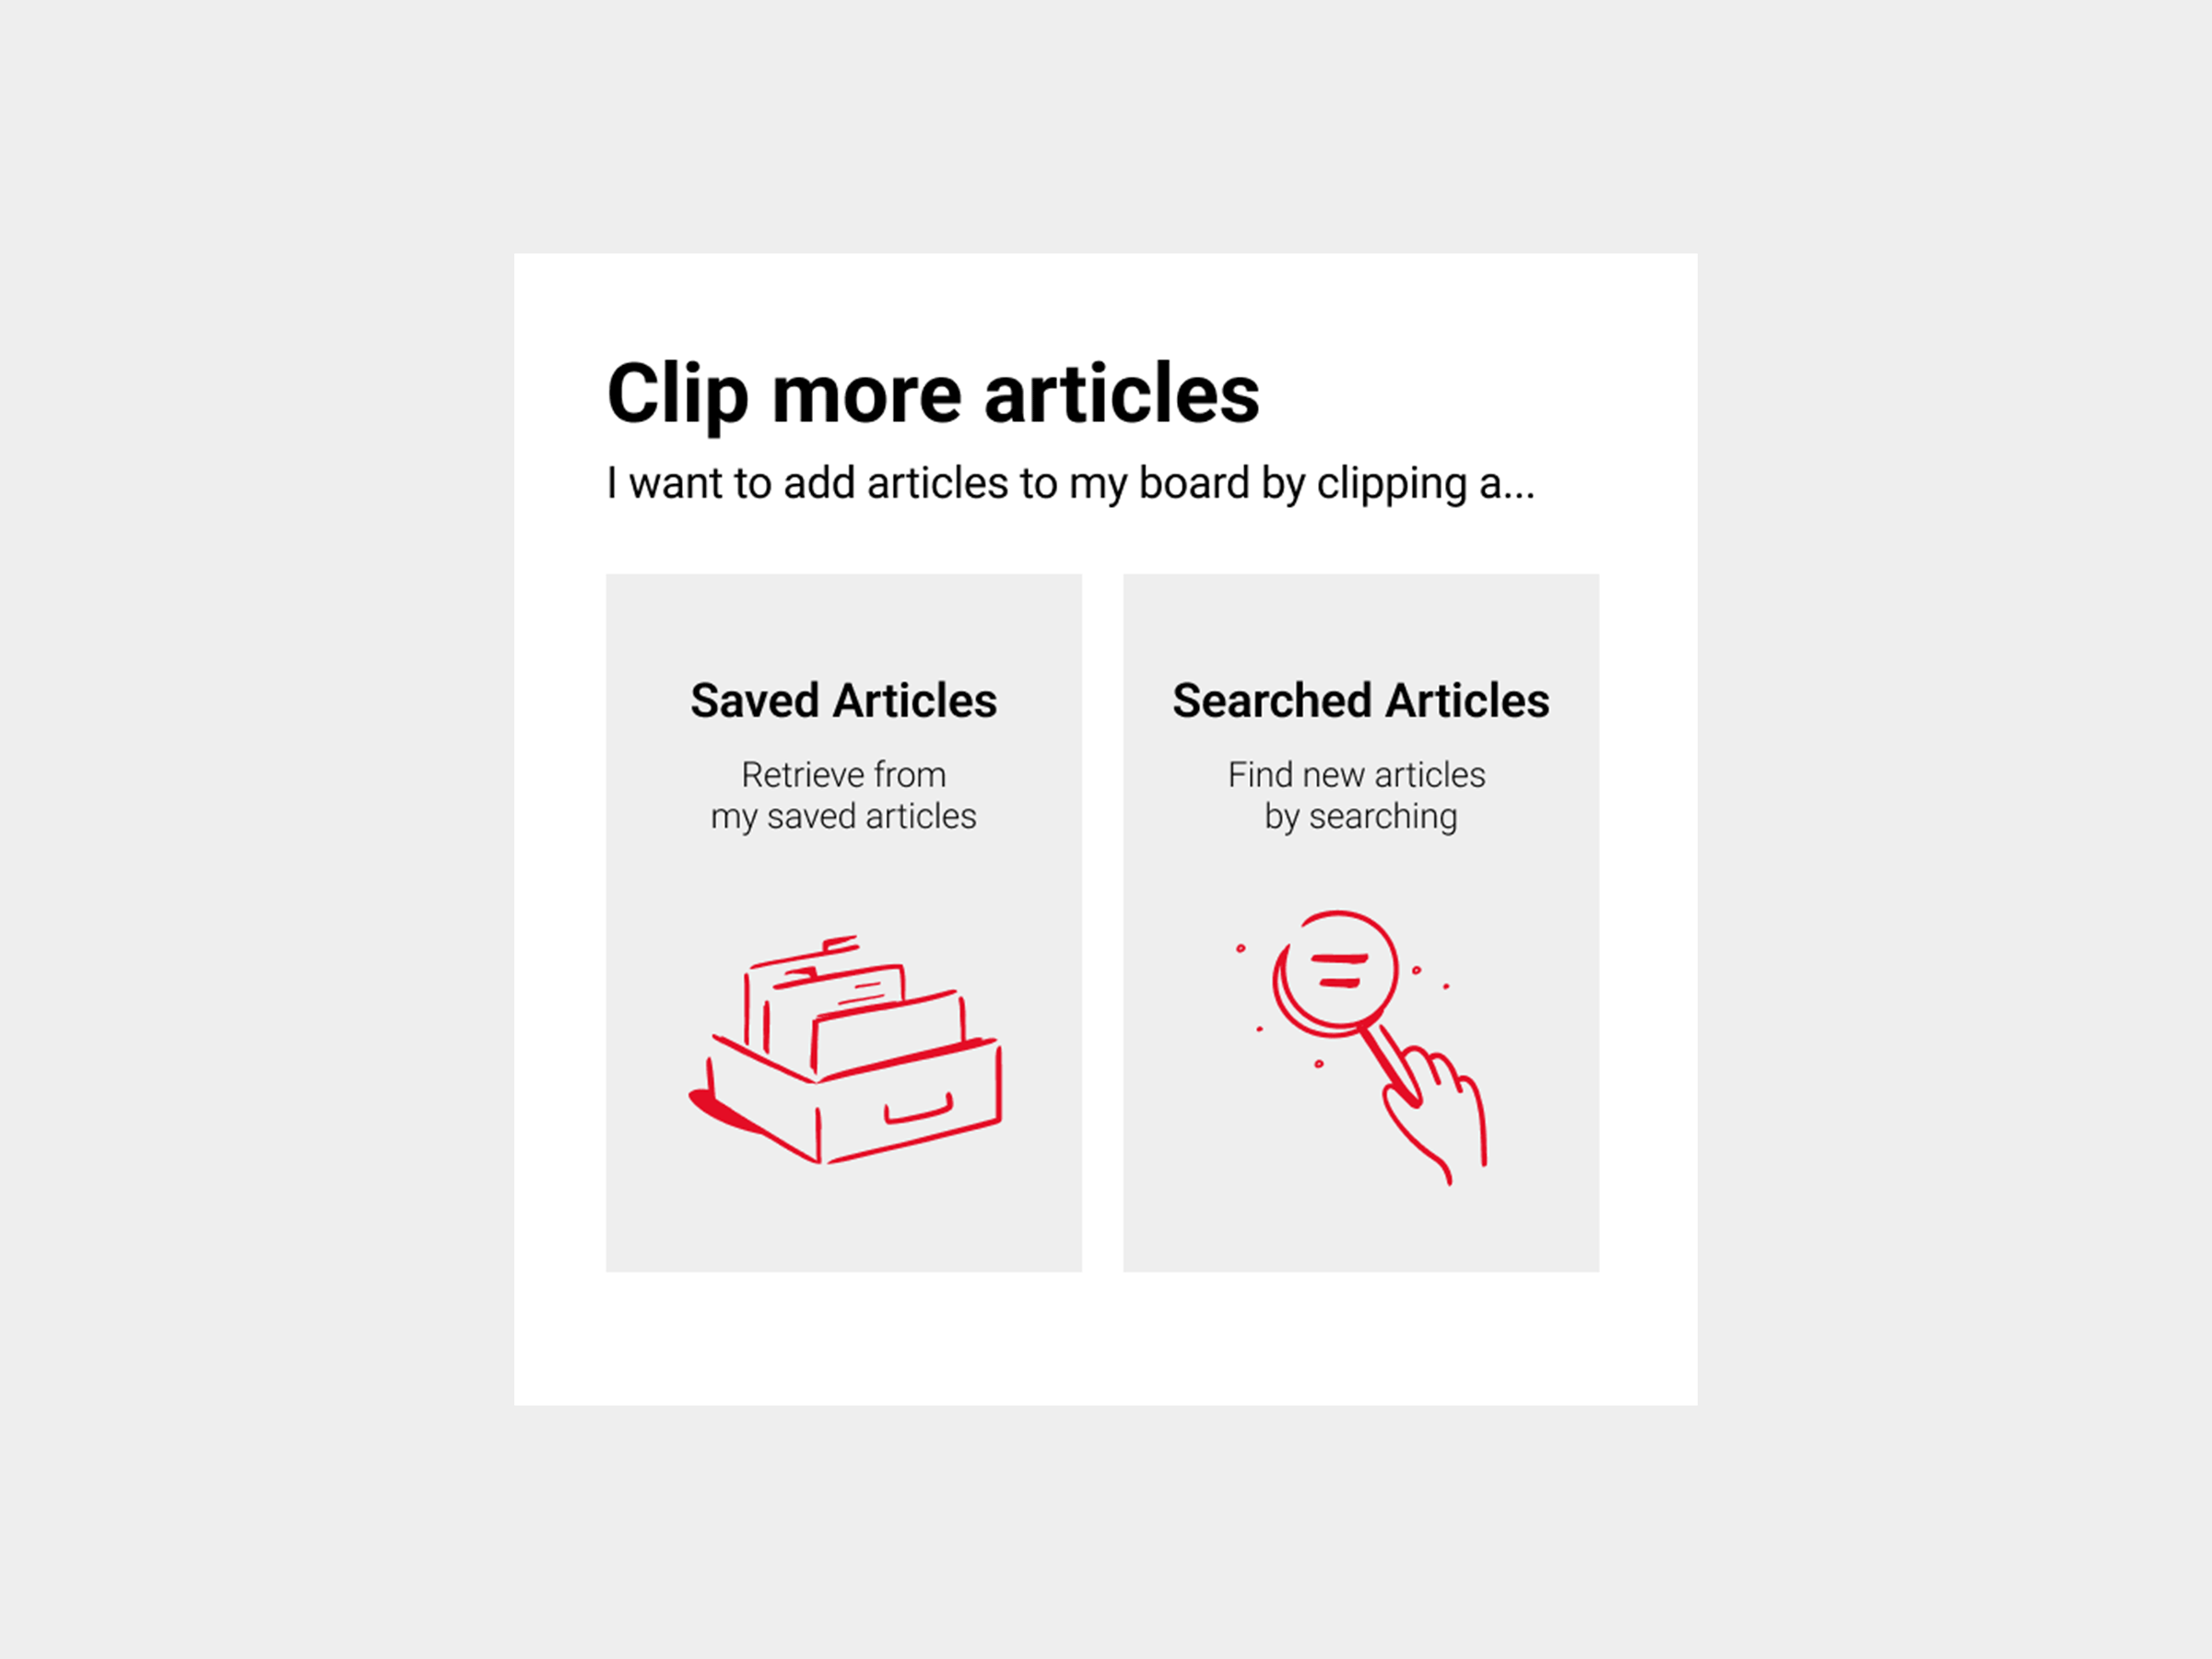 Clip more articles
I want to add articles to my board by clipping a...
Saved Articles
Retrieve from
my saved articles
Searched Articles
Find new articles
by searching